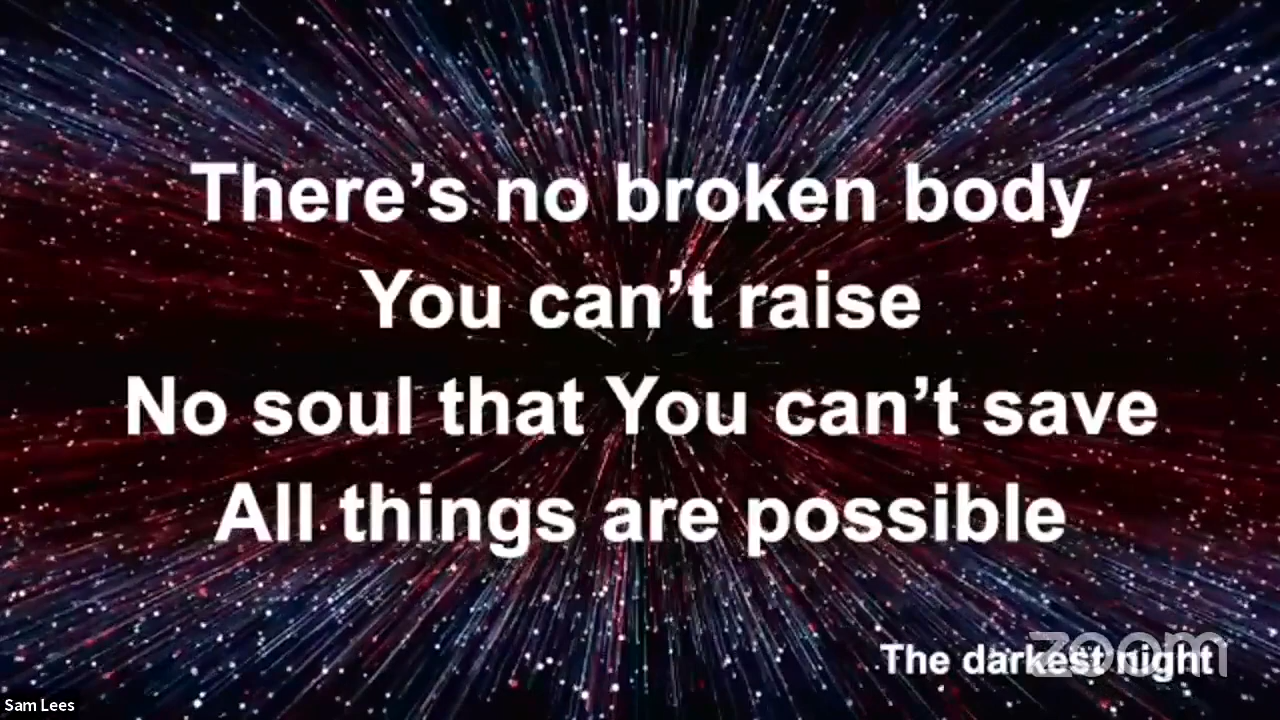 There’s no broken body
You can’t raise
No soul that You can’t save
All things are possible
The darkest night
zoom
Sam Lees